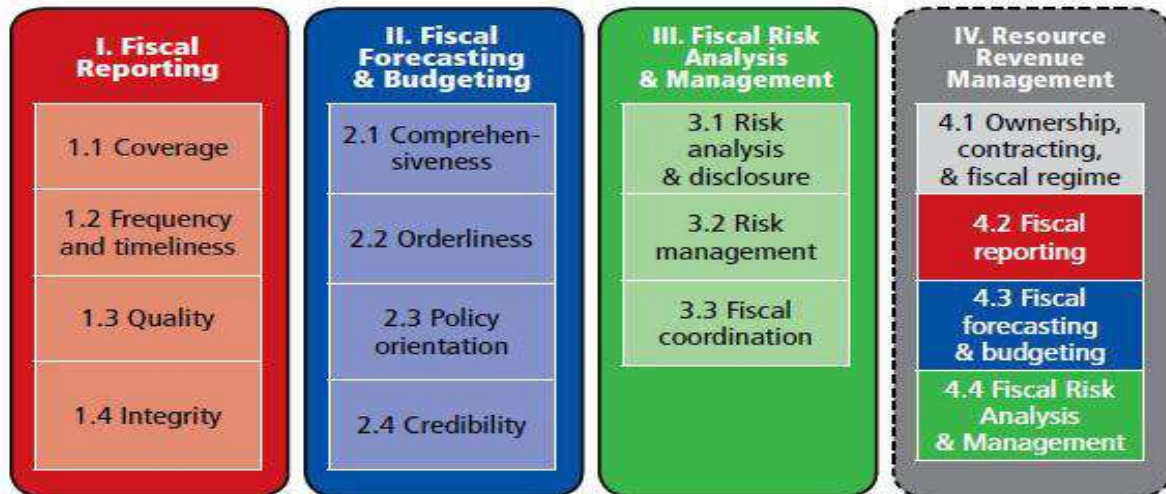 I. Fiscal
Reporting
1.1 Coverage
1.2 Frequency
and timeliness
1.3 Quality
1.4 Integrity
II. Fiscal
Forecasting
& Budgeting
2.1 Comprehen-
siveness
2.2 Orderliness
2.3 Policy
orientation
2.4 Credibility
III. Fiscal Risk
Analysis
& Management
3.1 Risk
analysis
& disclosure
3.2 Risk
management
3.3 Fiscal
coordination
IV. Resource
Revenue
Management
4.1 Ownership,
contracting,
& fiscal regime
4.2 Fiscal
reporting
4.3 Fiscal
forecasting
& budgeting
4.4 Fiscal Risk
Analysis
& Management